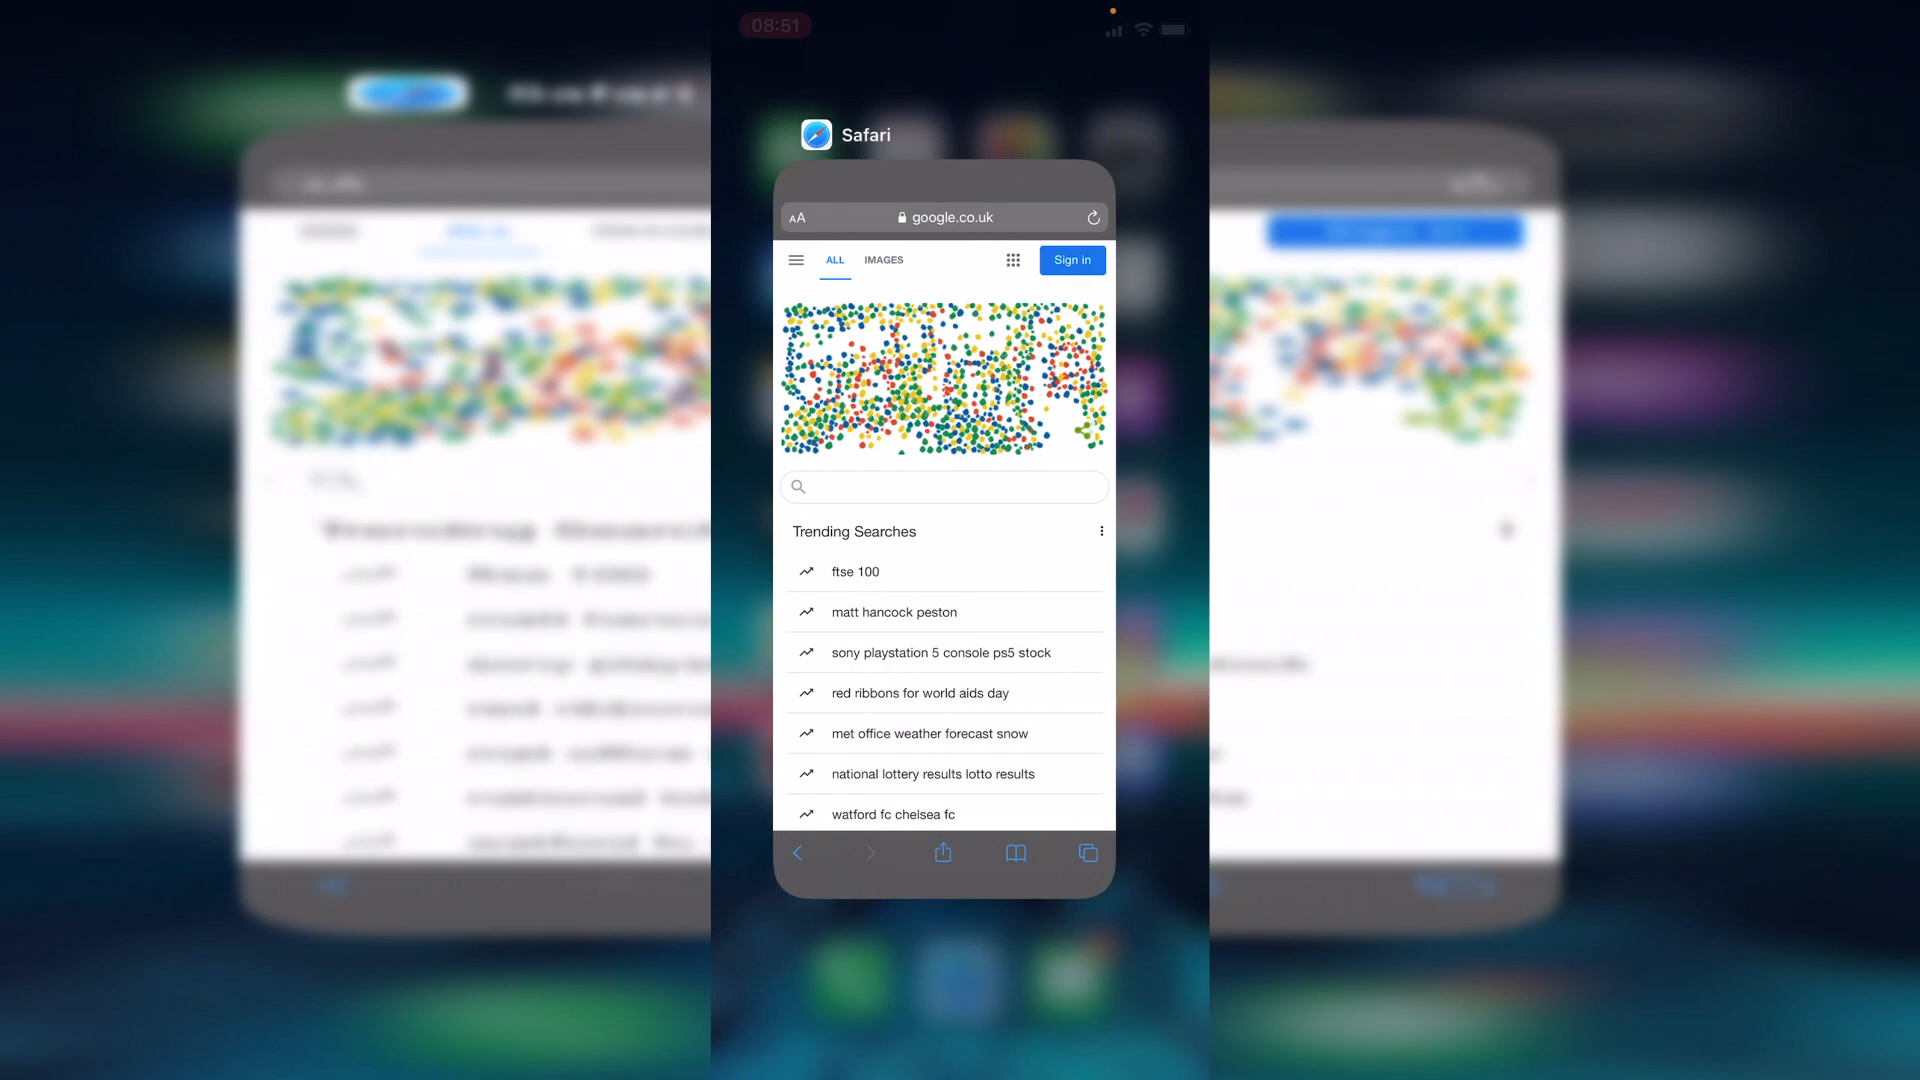 08:51
Safari
AA
google.co.uk
ALL IMAGES
Sign in
Trending Searches
ftse 100
matt hancock peston
sony playstation 5 console ps5 stock
red ribbons for world aids day
met office weather forecast snow
national lottery results lotto results
watford fc chelsea fc